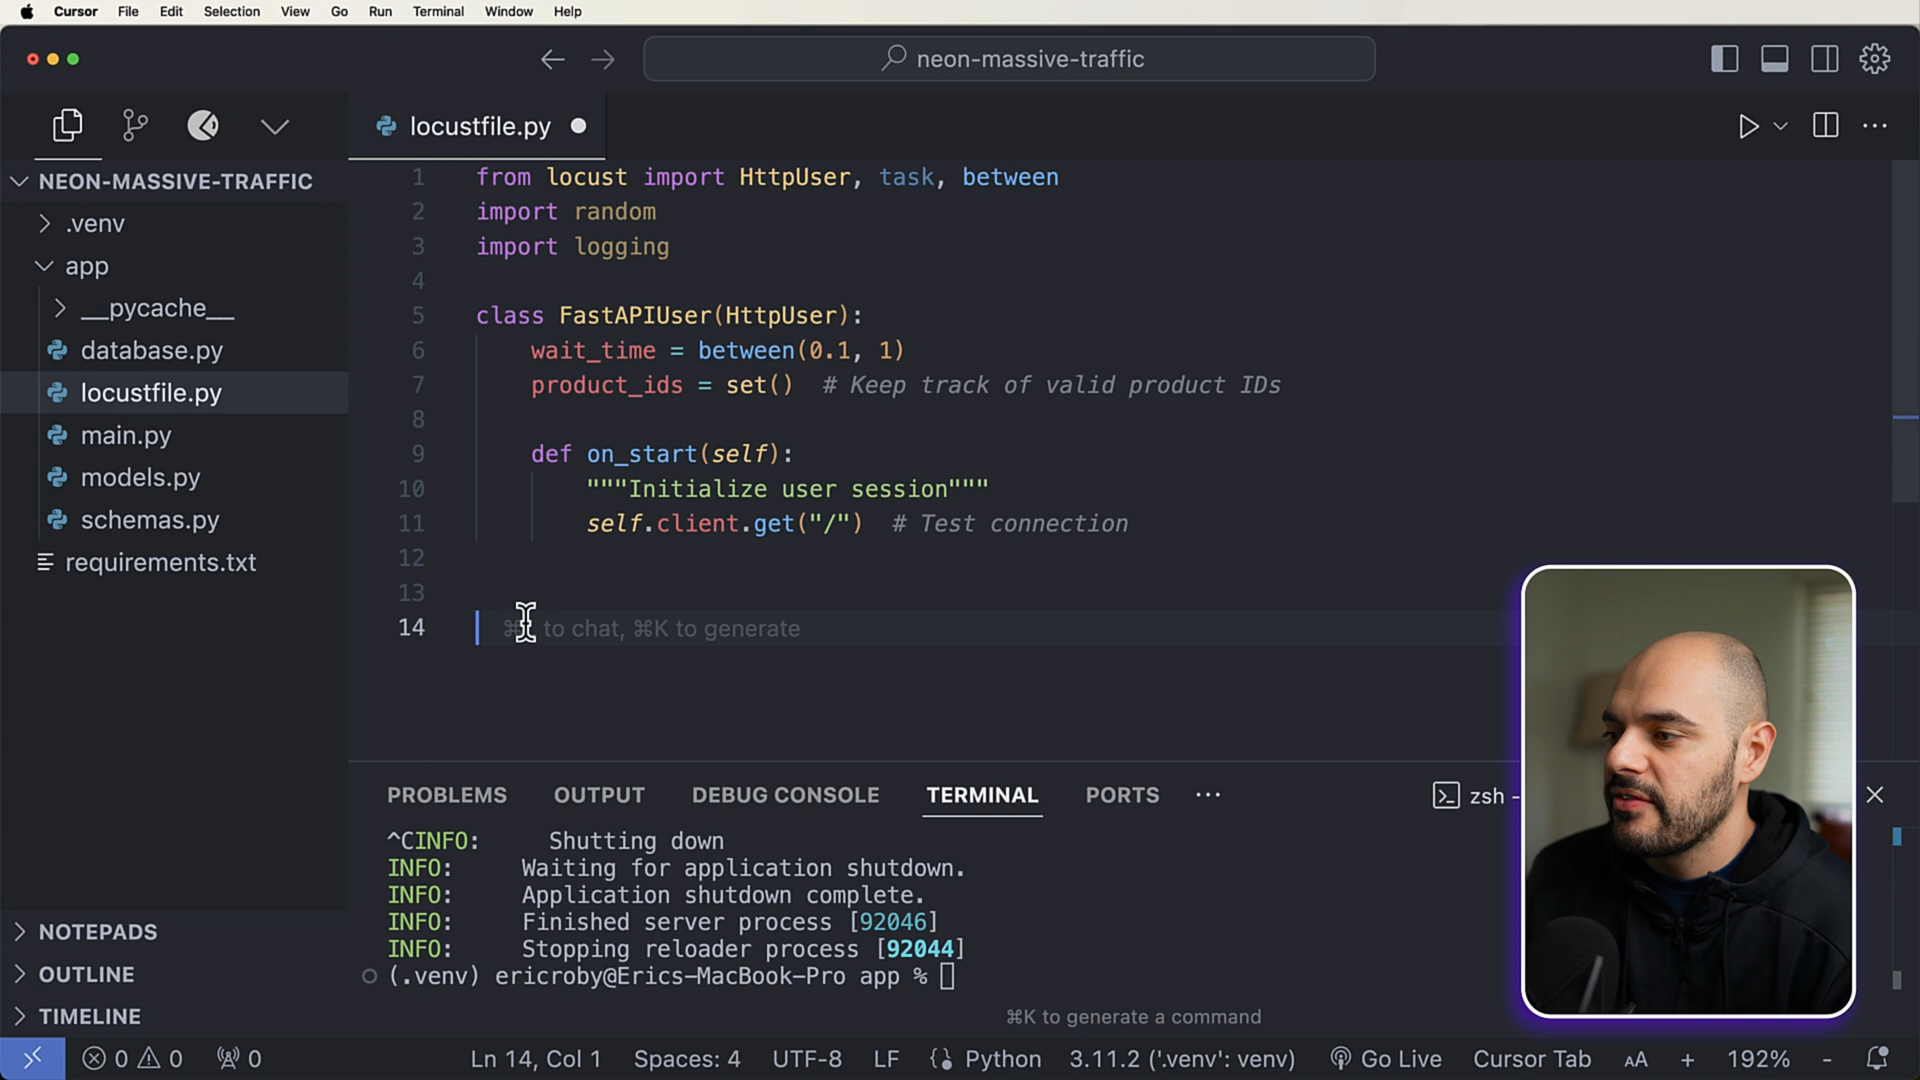 Cursor File Edit Selection View Go Run Terminal Window Help
neon-massive-traffic
locustfile.py
NEON-MASSIVE-TRAFFIC
.venv
app
__pycache__
database.py
locustfile.py
main.py
models.py
schemas.py
requirements.txt
NOTEPADS
OUTLINE
TIMELINE
1 from locust import HttpUser, task, between
2 import random
3 import logging
4
5 class FastAPIUser(HttpUser):
6 wait_time = between(0.1, 1)
7 product_ids = set() # Keep track of valid product IDs
8
9 def on_start(self):
10 """Initialize user session"""
11 self.client.get("/") # Test connection
12
13
14 to chat, ⌘K to generate
PROBLEMS OUTPUT DEBUG CONSOLE TERMINAL PORTS ··· zsh -
^CINFO: Shutting down
INFO: Waiting for application shutdown.
INFO: Application shutdown complete.
INFO: Finished server process [92046]
INFO: Stopping reloader process [92044]
(.venv) ericroby@Erics-MacBook-Pro app %
⌘K to generate a command
0 0 0 Ln 14, Col 1 Spaces: 4 UTF-8 LF Python 3.11.2 ('.venv': venv) Go Live Cursor Tab AA + 192% -